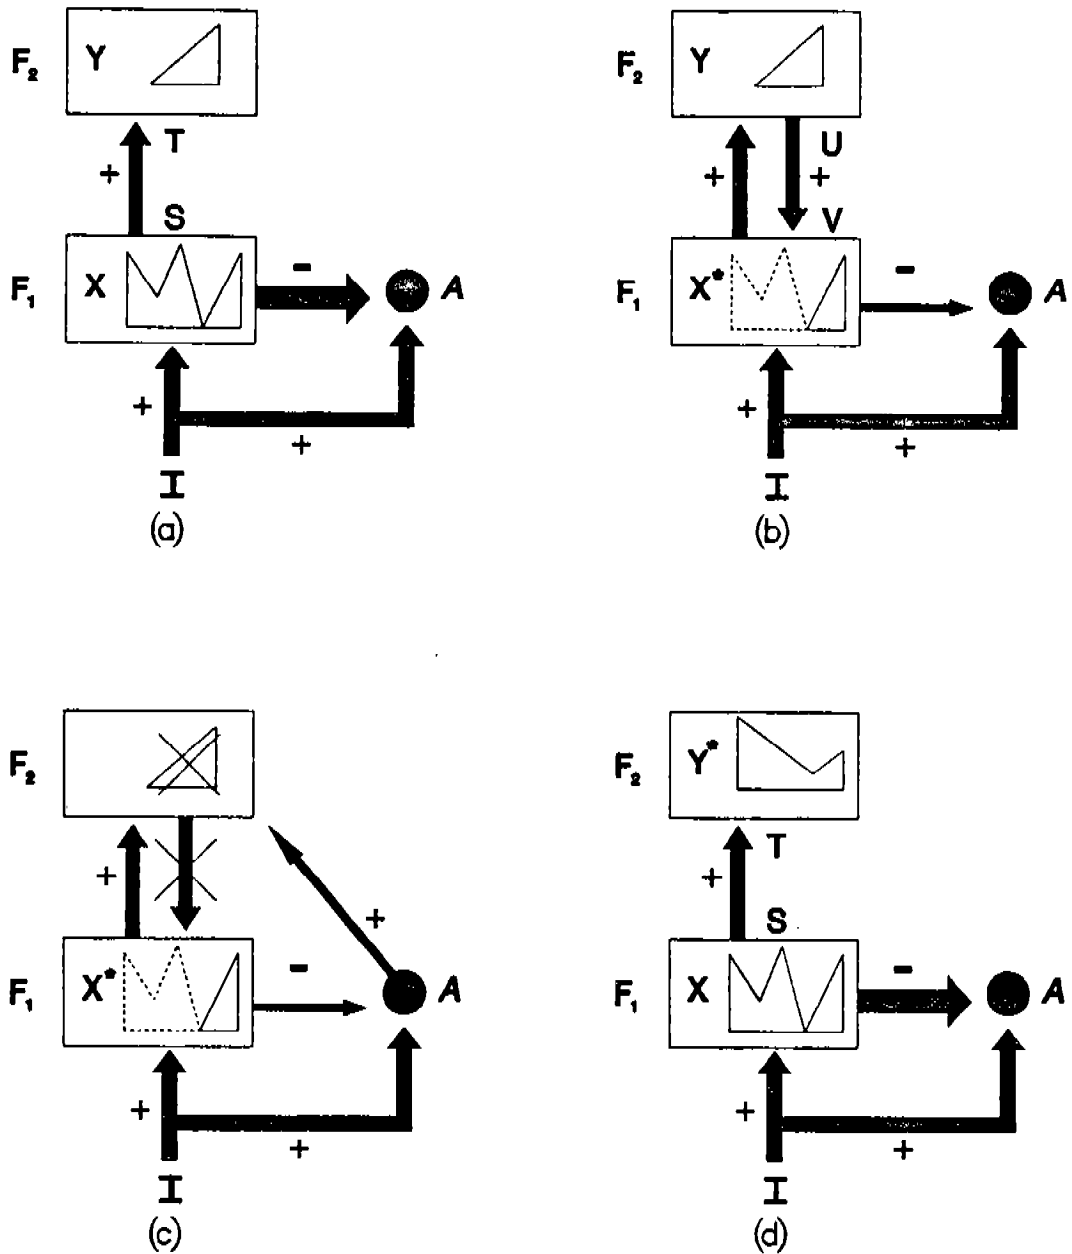 F₂ Y
T
+
S
F₁ X - A
+
+
I
(a)
F₂ Y
U
+ +
V
F₁ X* - A
+
+
I
(b)
F₂
+
+
F₁ X* - A
+
+
I
(c)
F₂ Y*
T
+
S
F₁ X - A
+
+
I
(d)